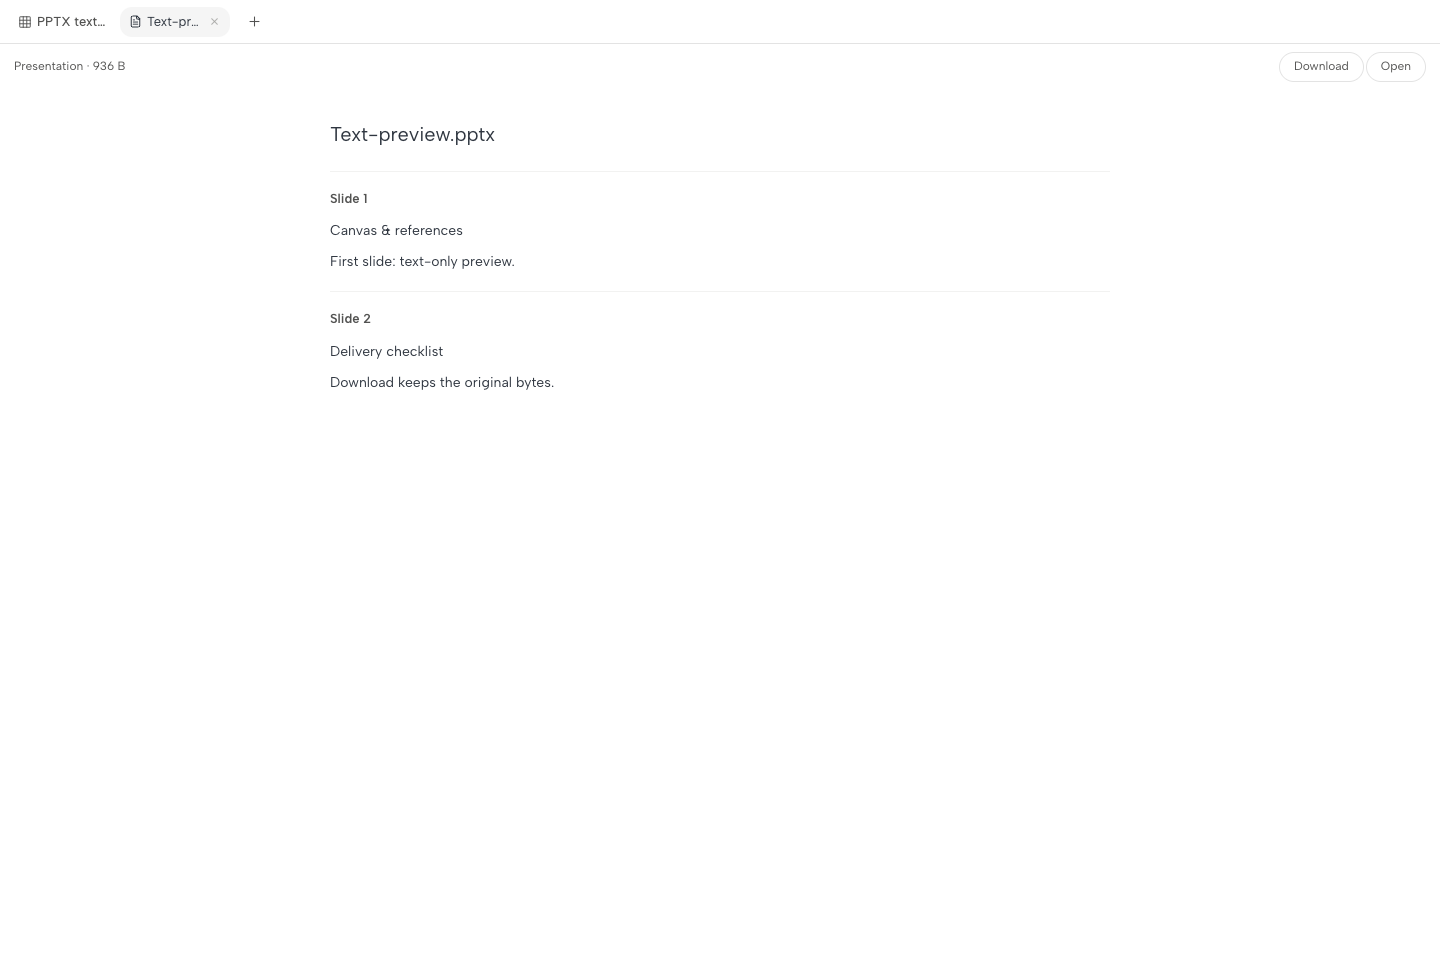 PPTX text…
Text-pr…
Presentation · 936 B
Download
Open
Text-preview.pptx
Slide 1
Canvas & references
First slide: text-only preview.
Slide 2
Delivery checklist
Download keeps the original bytes.